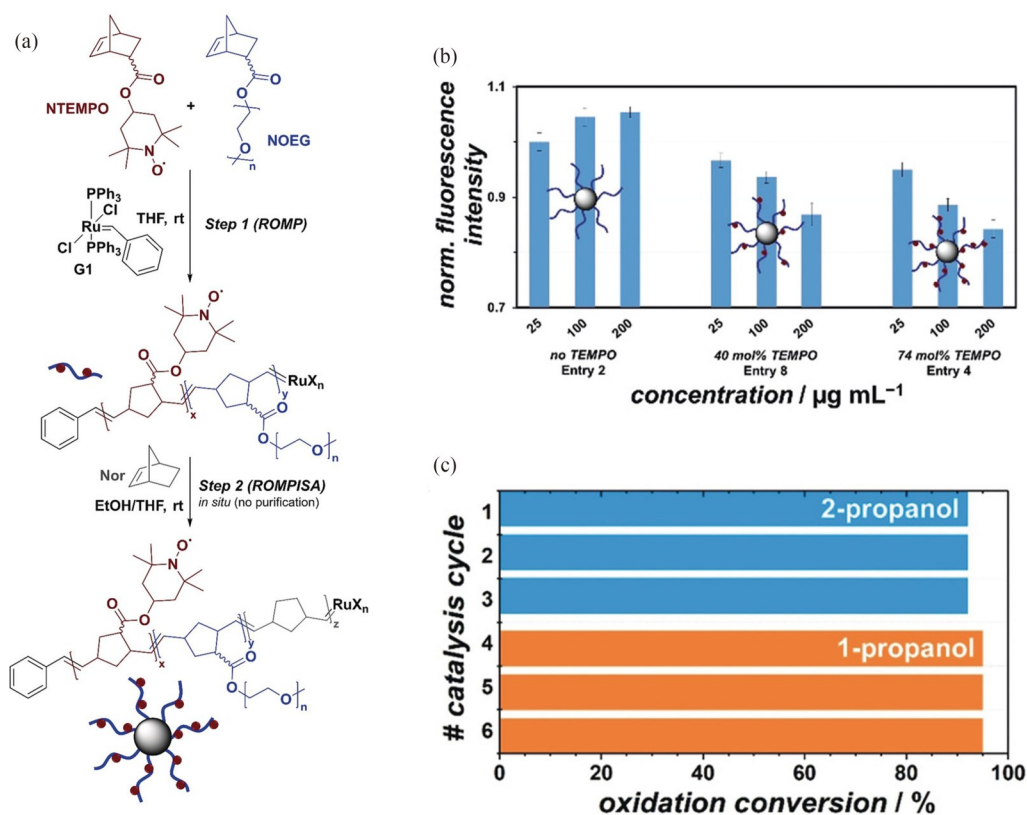 (a)
O
O
NTEMPO
N
O•
+
O
O
NOEG
O
n
PPh3
Cl
Ru
Cl
PPh3
G1
THF, rt
Step 1 (ROMP)
O•
N
O
O
RuXn
x
y
O
O
O
n
Nor
EtOH/THF, rt
Step 2 (ROMPISA)
in situ (no purification)
O•
N
O
O
RuXn
x
y
z
O
O
O
n
(b)
norm. fluorescence
intensity
1.1
0.9
0.7
25
100
200
25
100
200
25
100
200
no TEMPO
Entry 2
40 mol% TEMPO
Entry 8
74 mol% TEMPO
Entry 4
concentration / µg mL−1
(c)
# catalysis cycle
1
2
3
4
5
6
2-propanol
1-propanol
0
20
40
60
80
100
oxidation conversion / %